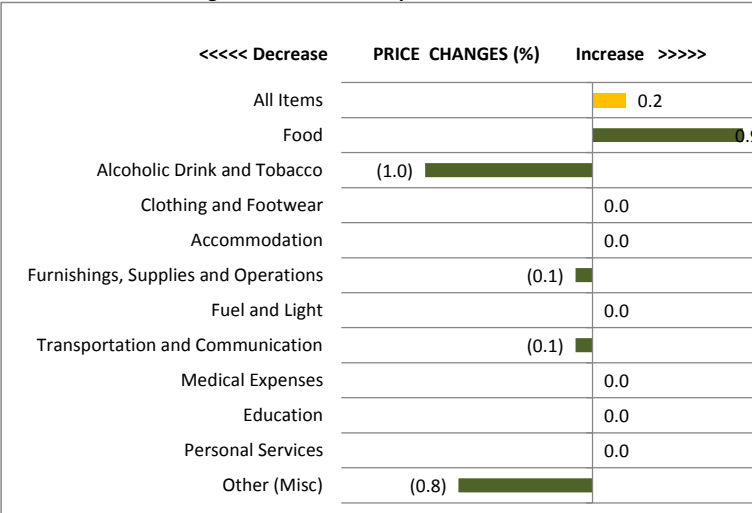 <<<<< Decrease PRICE CHANGES (%) Increase >>>>>
All Items 0.2
Food 0.9
Alcoholic Drink and Tobacco (1.0)
Clothing and Footwear 0.0
Accommodation 0.0
Furnishings, Supplies and Operations (0.1)
Fuel and Light 0.0
Transportation and Communication (0.1)
Medical Expenses 0.0
Education 0.0
Personal Services 0.0
Other (Misc) (0.8)